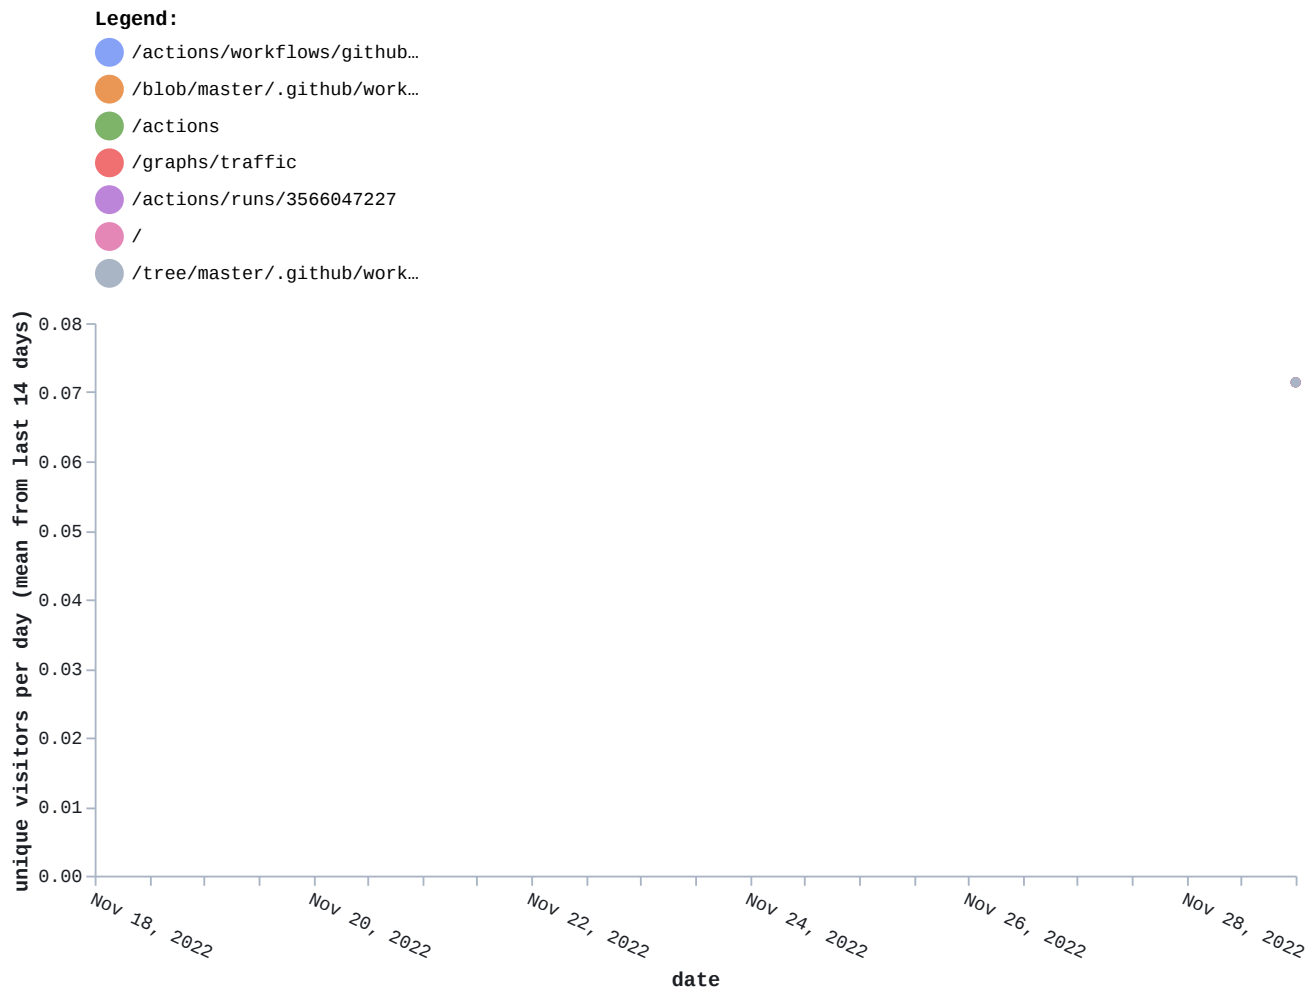 Legend:
/actions/workflows/github…
/blob/master/.github/work…
/actions
/graphs/traffic
/actions/runs/3566047227
/
/tree/master/.github/work…
unique visitors per day (mean from last 14 days)
0.08
0.07
0.06
0.05
0.04
0.03
0.02
0.01
0.00
Nov 18, 2022
Nov 20, 2022
Nov 22, 2022
Nov 24, 2022
Nov 26, 2022
Nov 28, 2022
date